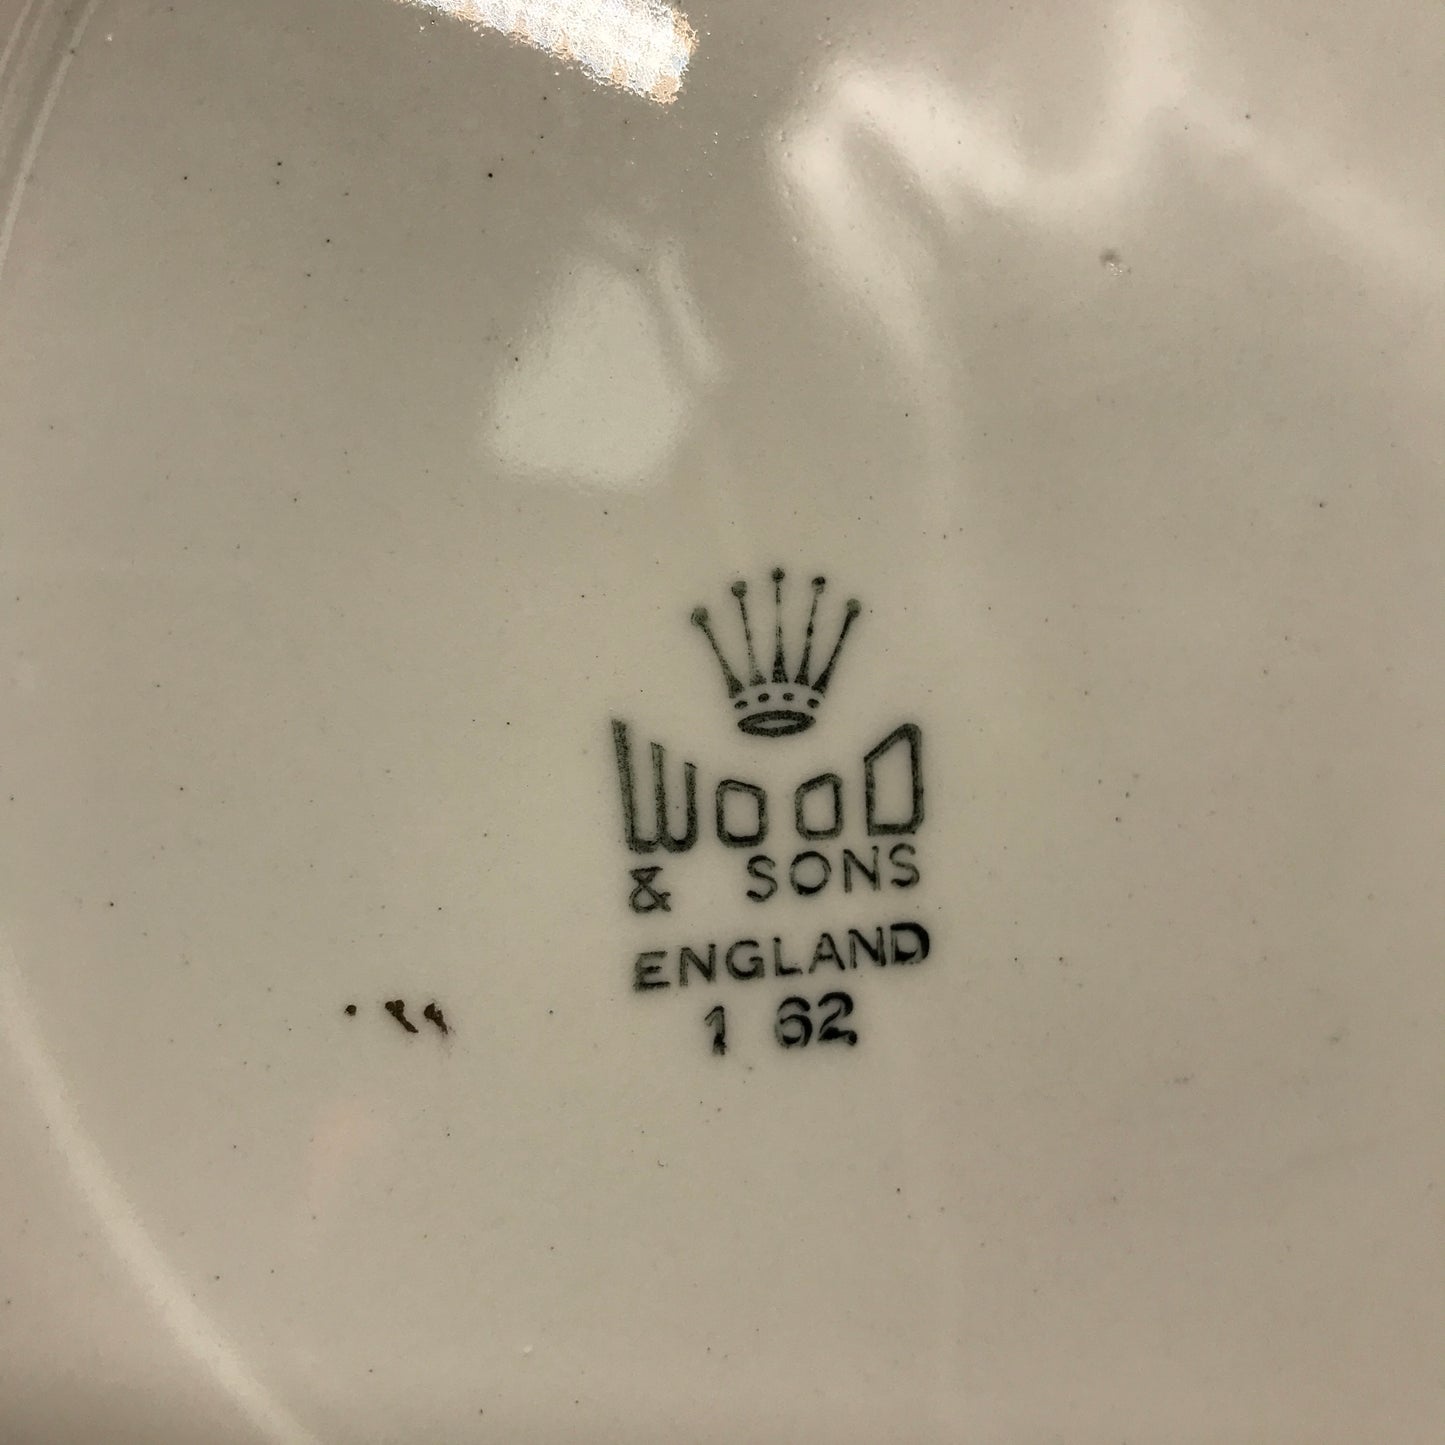 WooD
& SONS
ENGLAND
1 62